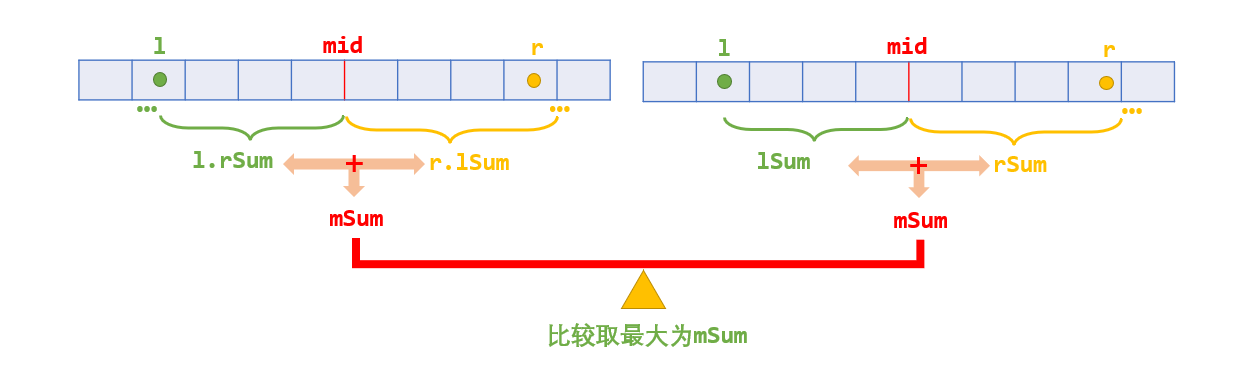 l mid r
l mid r
... ...
...
l.rSum + r.lSum
lSum + rSum
mSum
mSum
比较取最大为mSum